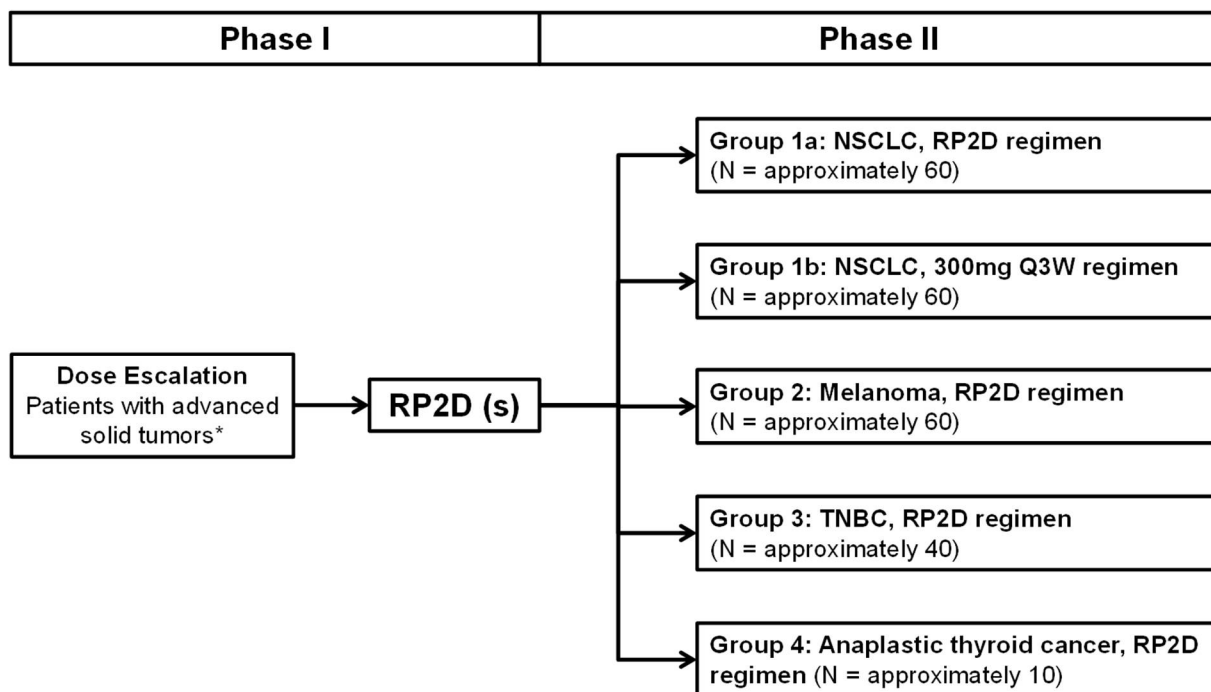 Phase I
Phase II
Group 1a: NSCLC, RP2D regimen
(N = approximately 60)
Group 1b: NSCLC, 300mg Q3W regimen
(N = approximately 60)
Dose Escalation
Patients with advanced
solid tumors*
RP2D (s)
Group 2: Melanoma, RP2D regimen
(N = approximately 60)
Group 3: TNBC, RP2D regimen
(N = approximately 40)
Group 4: Anaplastic thyroid cancer, RP2D
regimen (N = approximately 10)